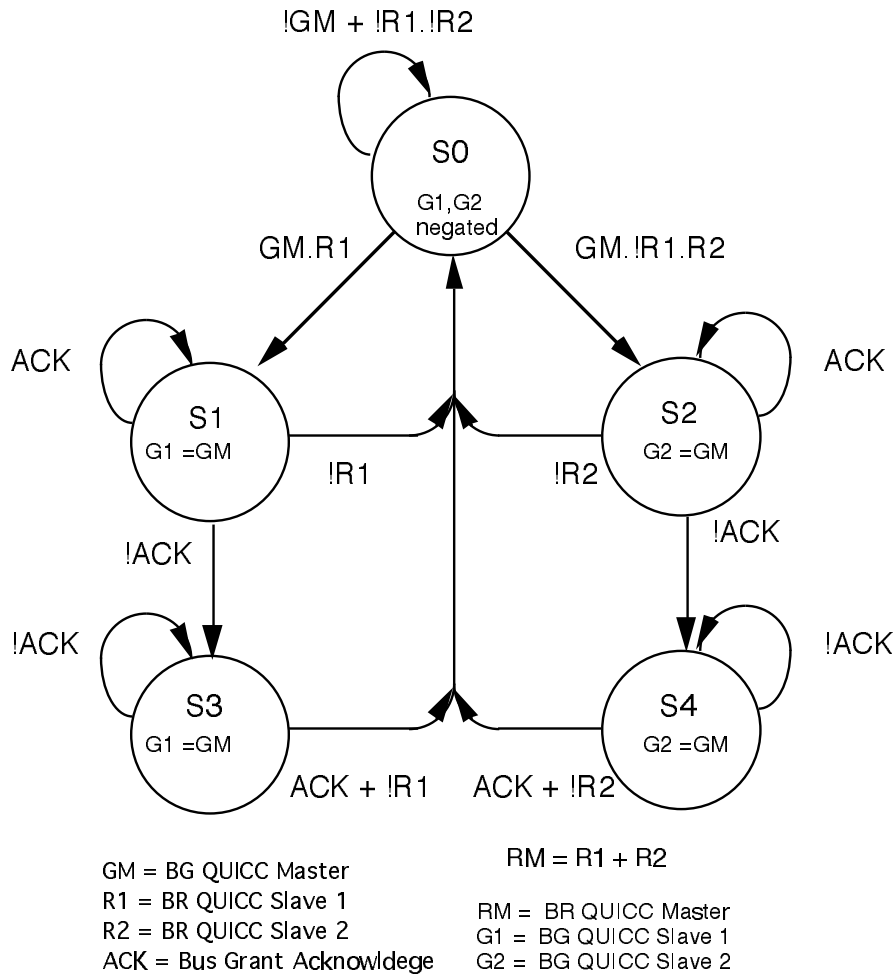 !GM + !R1.!R2
S0
G1,G2
negated
GM.R1
GM.!R1.R2
ACK
ACK
S1
G1 =GM
S2
G2 =GM
!R1
!R2
!ACK
!ACK
!ACK
!ACK
S3
G1 =GM
S4
G2 =GM
ACK + !R1
ACK + !R2
GM = BG QUICC Master
R1 = BR QUICC Slave 1
R2 = BR QUICC Slave 2
ACK = Bus Grant Acknowldege
RM = R1 + R2
RM = BR QUICC Master
G1 = BG QUICC Slave 1
G2 = BG QUICC Slave 2